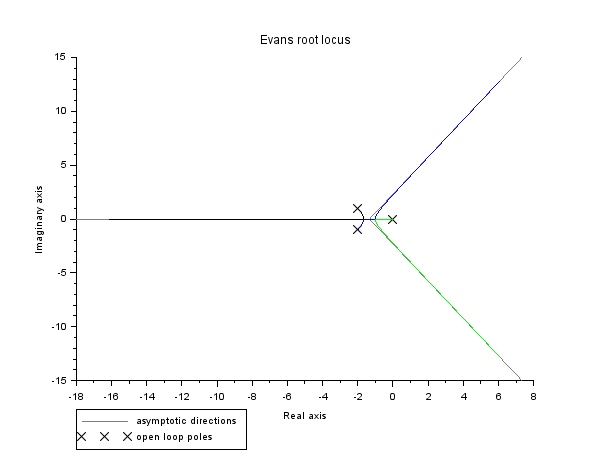 Evans root locus
15
10
5
0
-5
-10
-15
Imaginary axis
-18 -16 -14 -12 -10 -8 -6 -4 -2 0 2 4 6 8
Real axis
asymptotic directions
open loop poles